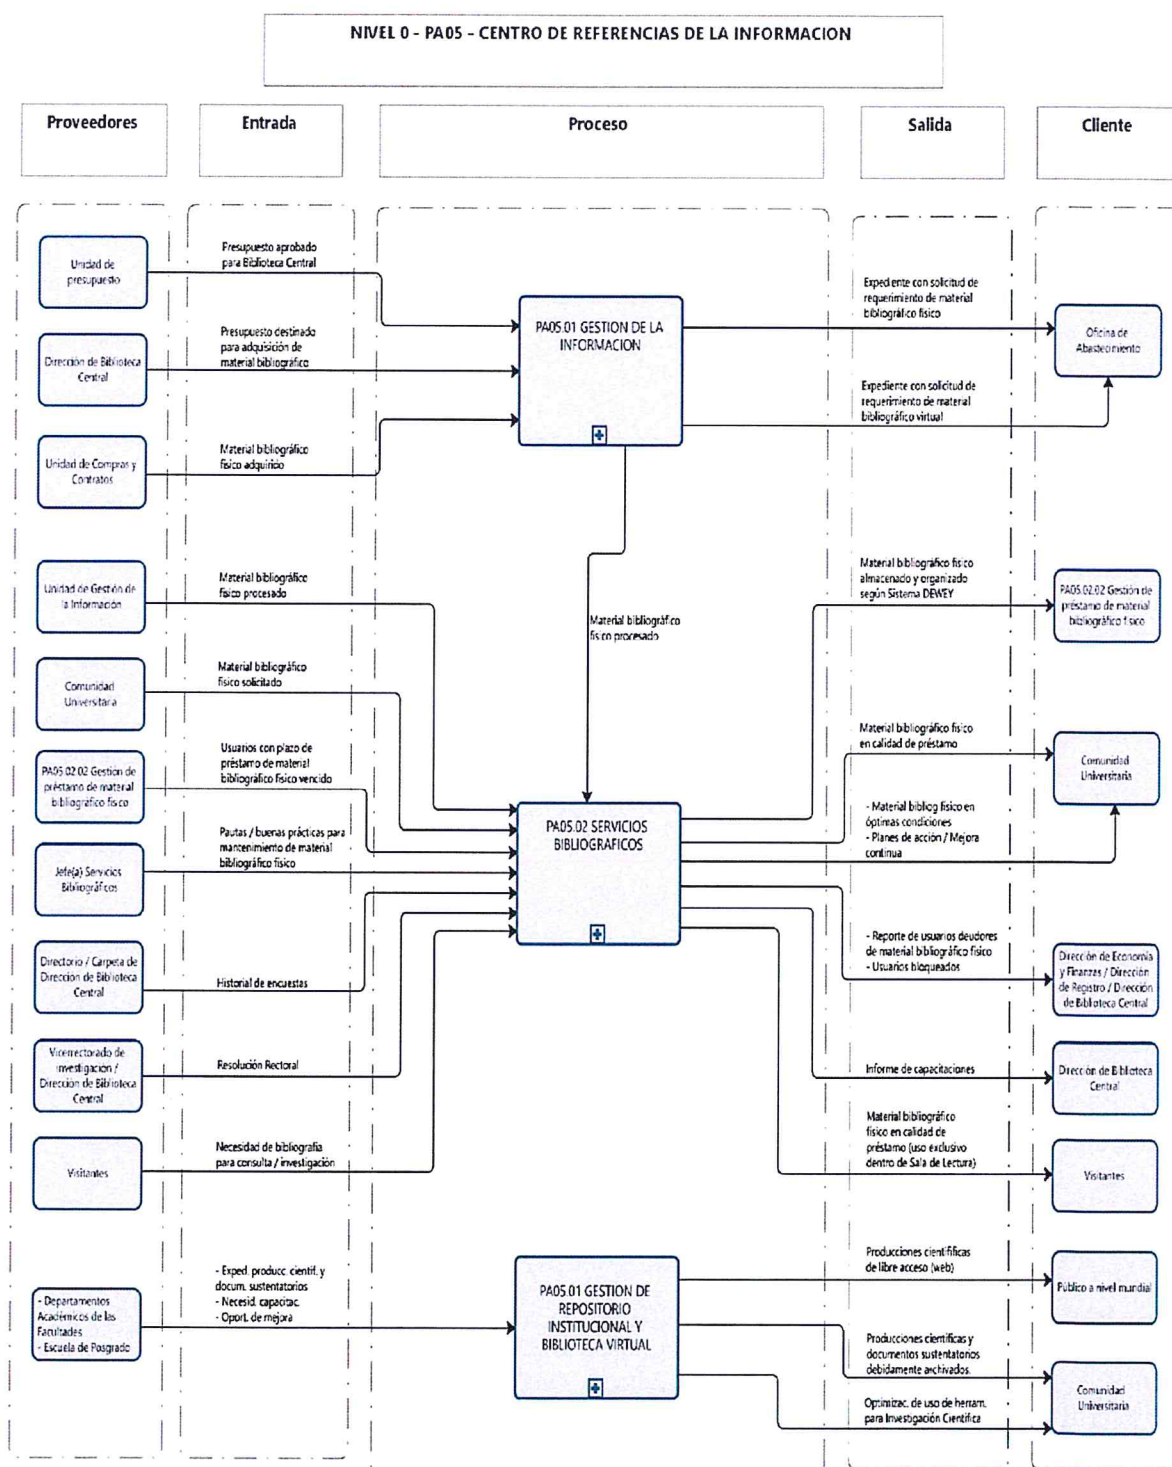 NIVEL 0 - PA05 - CENTRO DE REFERENCIAS DE LA INFORMACION
Proveedores
Entrada
Proceso
Salida
Cliente
Unidad de
presupuesto
Presupuesto aprobado
para Biblioteca Central
Dirección de Biblioteca
Central
Presupuesto destinado
para adquisición de
material bibliográfico
Unidad de Compras y
Contratos
Material bibliográfico
físico adquirido
PA05.01 GESTION DE LA
INFORMACION
Expediente con solicitud de
requerimiento de material
bibliográfico físico
Expediente con solicitud de
requerimiento de material
bibliográfico virtual
Oficina de
Abastecimiento
Unidad de Gestión de
la Información
Material bibliográfico
físico procesado
Comunidad
Universitaria
Material bibliográfico
físico solicitado
PA05.02.02 Gestión de
préstamo de material
bibliográfico físico
Usuarios con plazo de
préstamo de material
bibliográfico físico vencido
Jefe(a) Servicios
Bibliográficos
Pautas / buenas prácticas para
mantenimiento de material
bibliográfico físico
Directorio / Carpeta de
Dirección de Biblioteca
Central
Historial de encuestas
Vicerrectorado de
investigación /
Dirección de Biblioteca
Central
Resolución Rectoral
Visitantes
Necesidad de bibliografía
para consulta / investigación
Material bibliográfico
físico procesado
PA05.02 SERVICIOS
BIBLIOGRAFICOS
Material bibliográfico físico
almacenado y organizado
según Sistema DEWEY
PA05.02.02 Gestión de
préstamo de material
bibliográfico físico
Material bibliográfico físico
en calidad de préstamo
- Material bibliog físico en
óptimas condiciones
- Planes de acción / Mejora
continua
Comunidad
Universitaria
- Reporte de usuarios deudores
de material bibliográfico físico
- Usuarios bloqueados
Dirección de Economía
y Finanzas / Dirección
de Registro / Dirección
de Biblioteca Central
Informe de capacitaciones
Dirección de Biblioteca
Central
Material bibliográfico
físico en calidad de
préstamo (uso exclusivo
dentro de Sala de Lectura)
Visitantes
- Departamentos
Académicos de las
Facultades
- Escuela de Posgrado
- Exped. producc. científ. y
docum. sustentatorios
- Necesid. capacitac.
- Oport. de mejora
PA05.01 GESTION DE
REPOSITORIO
INSTITUCIONAL Y
BIBLIOTECA VIRTUAL
Producciones científificas
de libre acceso (web)
Público a nivel mundial
Producciones científicas y
documentos sustentatorios
debidamente archivados.
Optimizac. de uso de herram.
para Investigación Científica
Comunidad
Universitaria